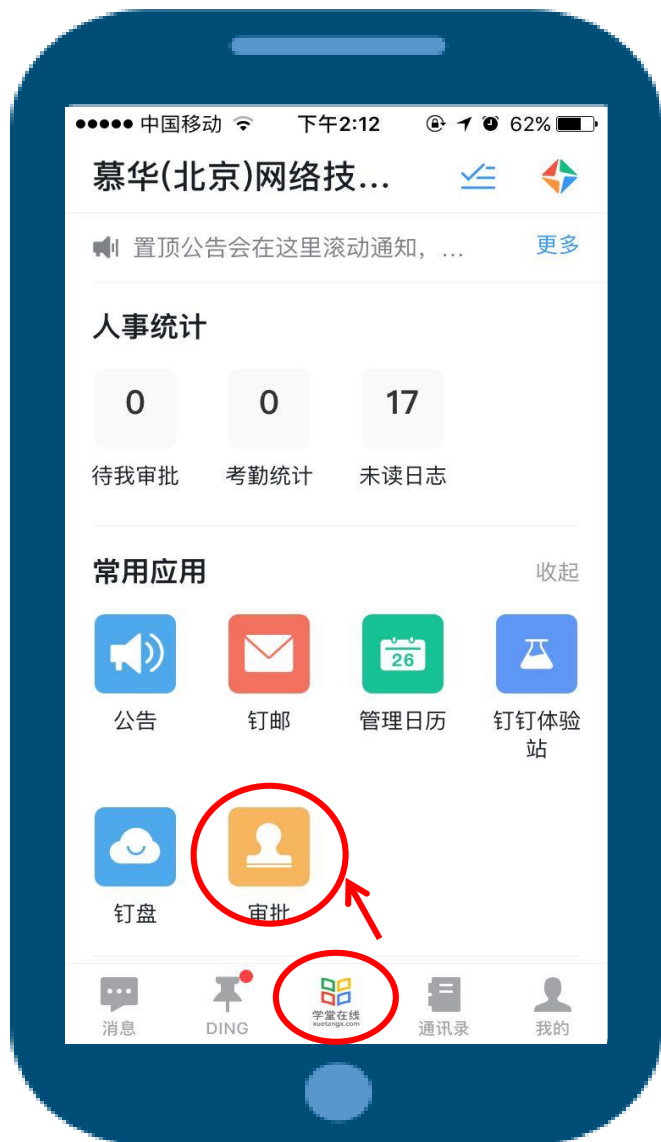 中国移动 下午2:12 62%
慕华(北京)网络技...
置顶公告会在这里滚动通知，... 更多
人事统计
0 0 17
待我审批 考勤统计 未读日志
常用应用 收起
26
公告 钉邮 管理日历 钉钉体验
站
钉盘 审批
学堂在线
xuetangx.com
消息 DING 通讯录 我的